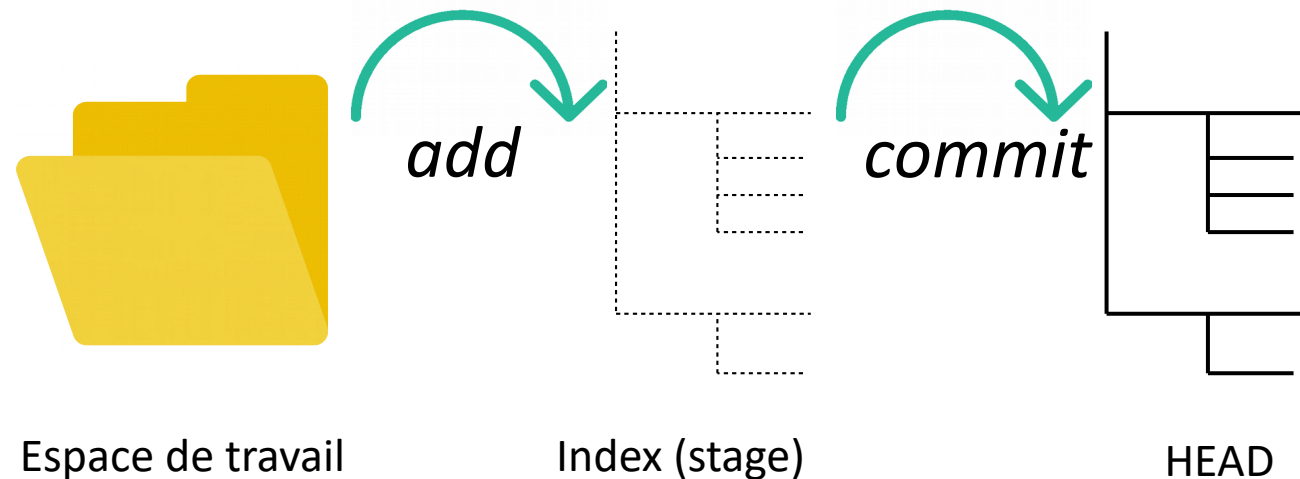 add
commit
Espace de travail
Index (stage)
HEAD